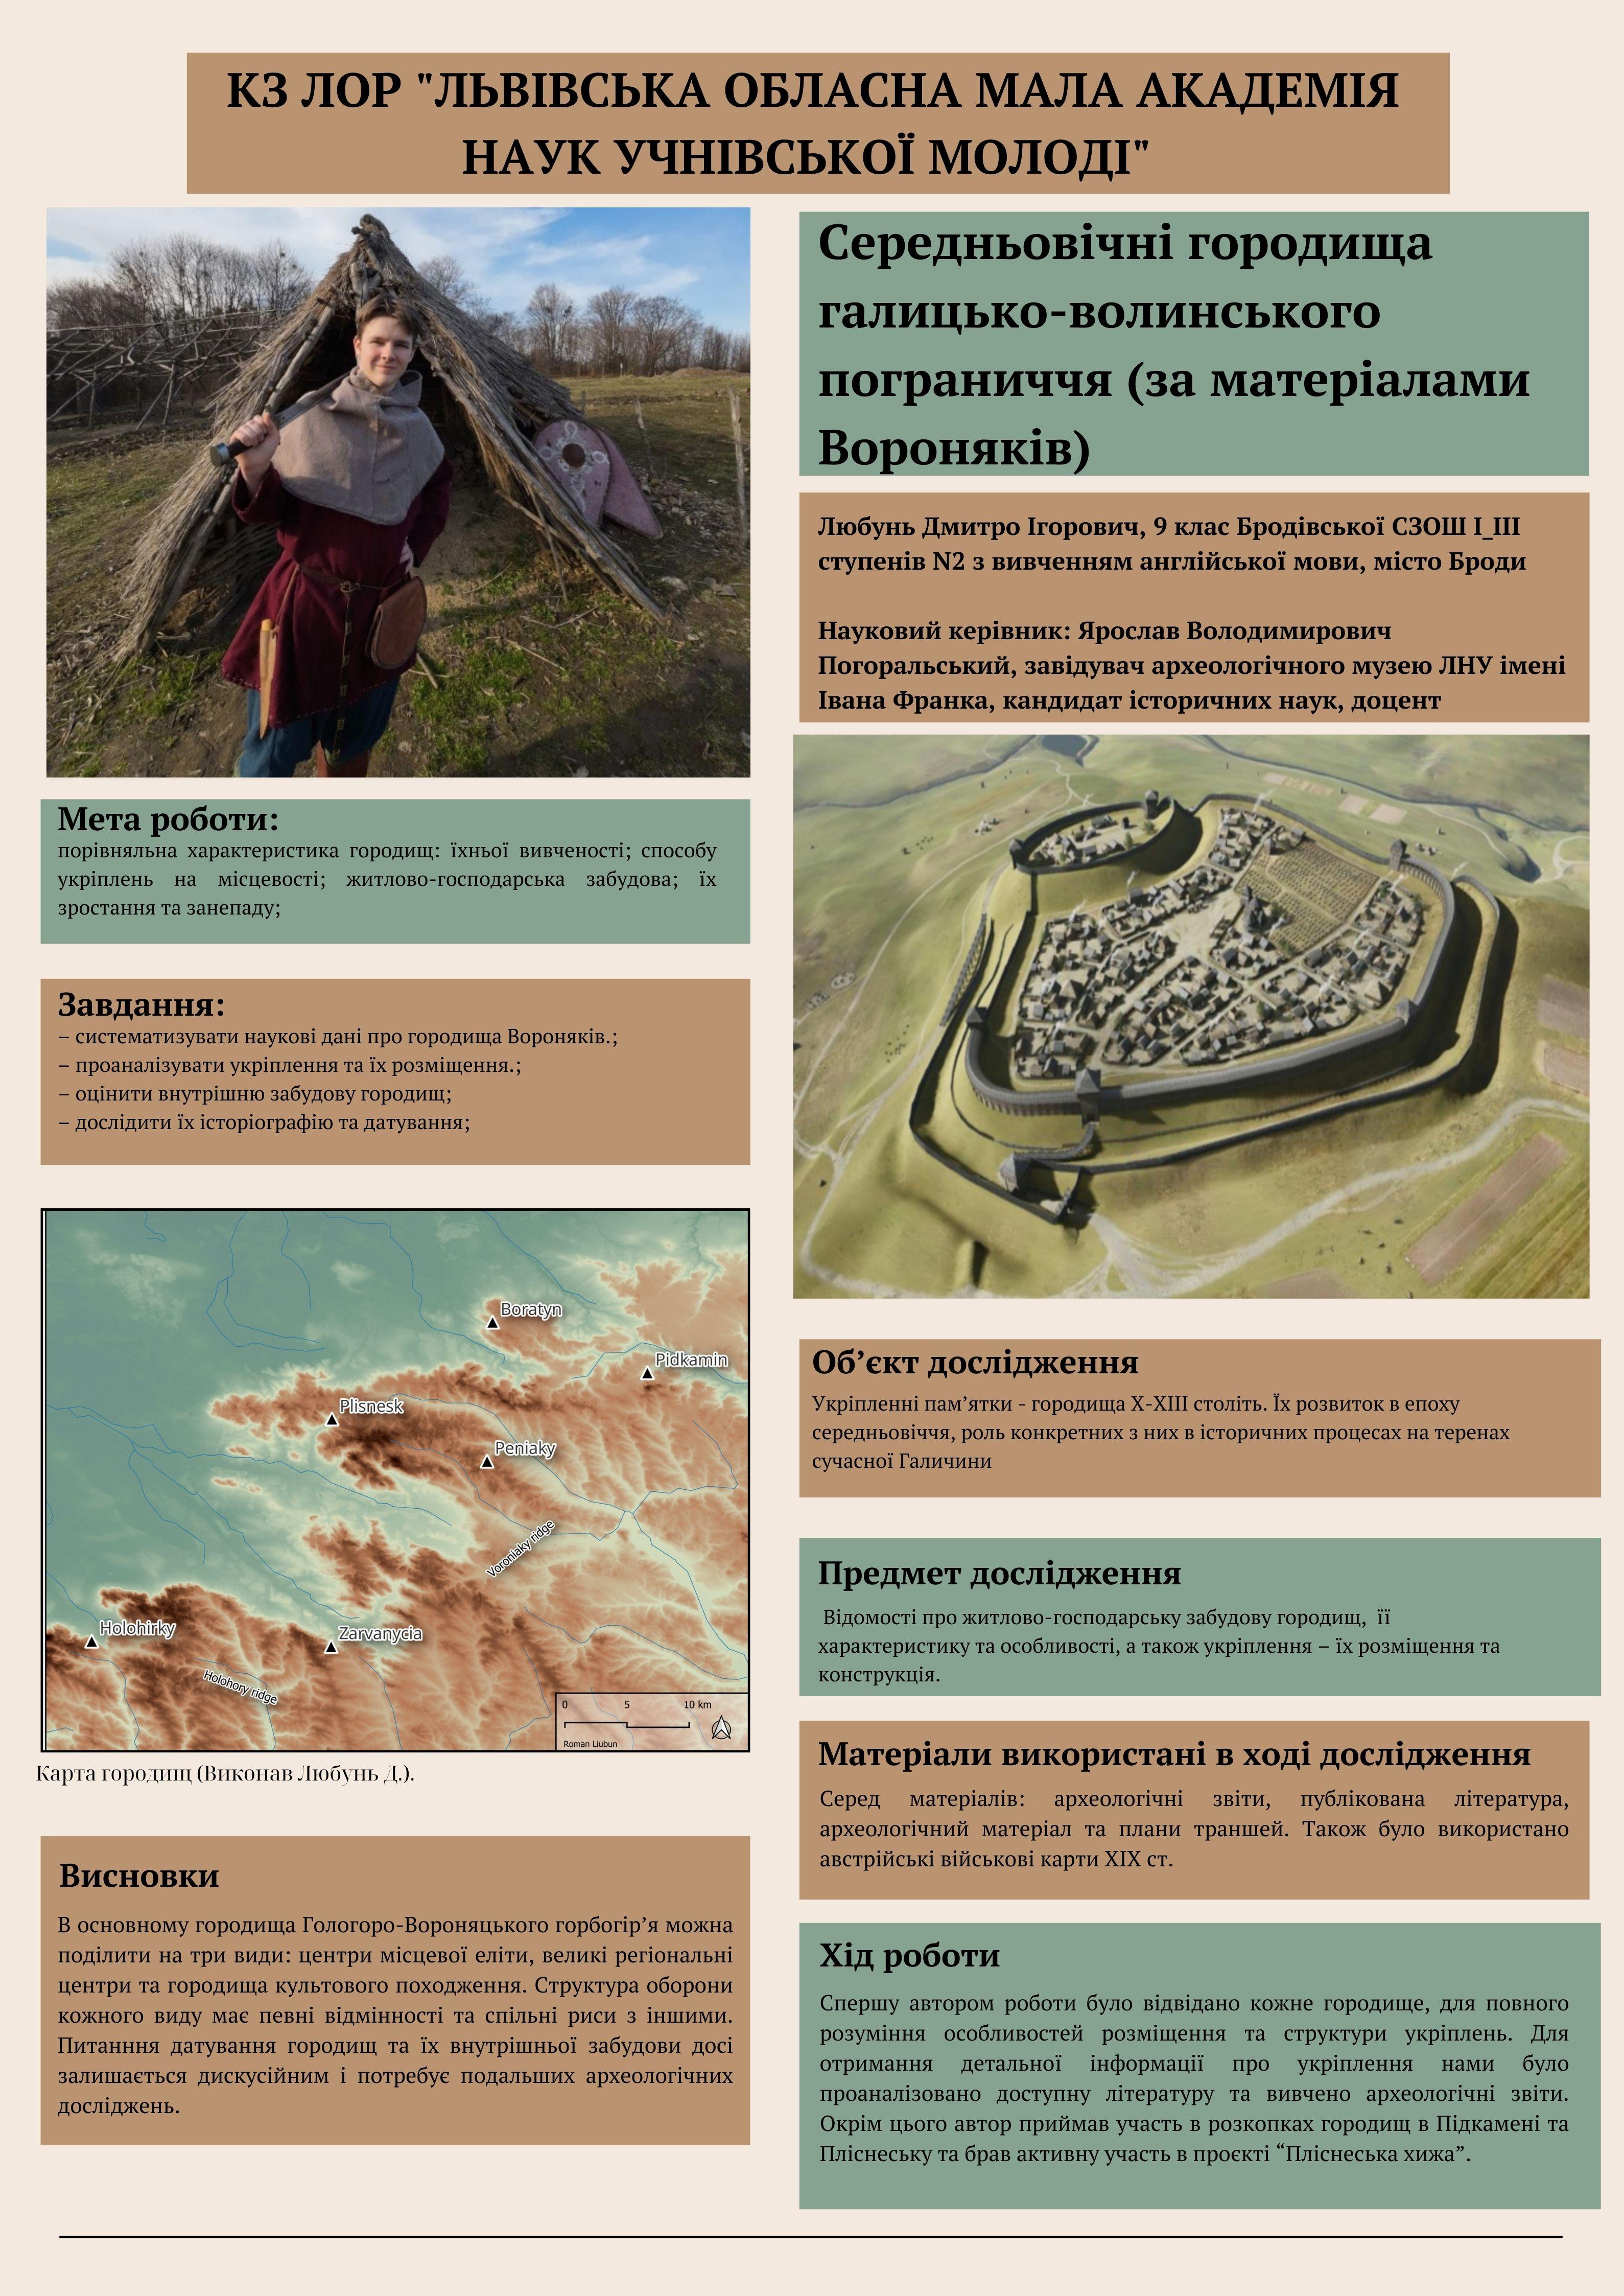 КЗ ЛОР "ЛЬВІВСЬКА ОБЛАСНА МАЛА АКАДЕМІЯ
НАУК УЧНІВСЬКОЇ МОЛОДІ"
Середньовічні городища
галицько-волинського
пограниччя (за матеріалами
Вороняків)
Любунь Дмитро Ігорович, 9 клас Бродівської СЗОШ І_ІІІ
ступенів N2 з вивченням англійської мови, місто Броди
Науковий керівник: Ярослав Володимирович
Погоральський, завідувач археологічного музею ЛНУ імені
Івана Франка, кандидат історичних наук, доцент
Мета роботи:
порівняльна характеристика городищ: їхньої вивченості; способу
укріплень на місцевості; житлово-господарська забудова; їх
зростання та занепаду;
Завдання:
– систематизувати наукові дані про городища Вороняків.;
– проаналізувати укріплення та їх розміщення.;
– оцінити внутрішню забудову городищ;
– дослідити їх історіографію та датування;
Boratyn
Pidkamin
Plisnesk
Peniaky
Voroniaky ridge
Holohirky
Zarvanycia
Holohory ridge
0 5 10 km
Roman Liubun
Карта городищ (Виконав Любунь Д.).
Висновки
В основному городища Гологоро-Вороняцького горбогір’я можна
поділити на три види: центри місцевої еліти, великі регіональні
центри та городища культового походження. Структура оборони
кожного виду має певні відмінності та спільні риси з іншими.
Питанння датування городищ та їх внутрішньої забудови досі
залишається дискусійним і потребує подальших археологічних
досліджень.
Об’єкт дослідження
Укріпленні пам’ятки - городища X-XIII століть. Їх розвиток в епоху
середньовіччя, роль конкретних з них в історичних процесах на теренах
сучасної Галичини
Предмет дослідження
Відомості про житлово-господарську забудову городищ, її
характеристику та особливості, а також укріплення – їх розміщення та
конструкція.
Матеріали використані в ході дослідження
Серед матеріалів: археологічні звіти, публікована література,
археологічний матеріал та плани траншей. Також було використано
австрійські військові карти XIX ст.
Хід роботи
Спершу автором роботи було відвідано кожне городище, для повного
розуміння особливостей розміщення та структури укріплень. Для
отримання детальної інформації про укріплення нами було
проаналізовано доступну літературу та вивчено археологічні звіти.
Окрім цього автор приймав участь в розкопках городищ в Підкамені та
Пліснеську та брав активну участь в проєкті “Пліснеська хижа”.